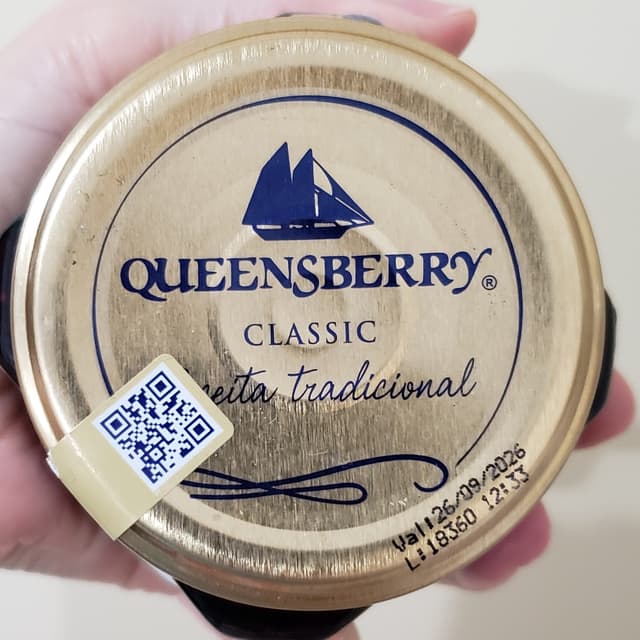 QUEENSBERRY®
CLASSIC
tradicional
Val:26/09/2026
L:18360 12:33